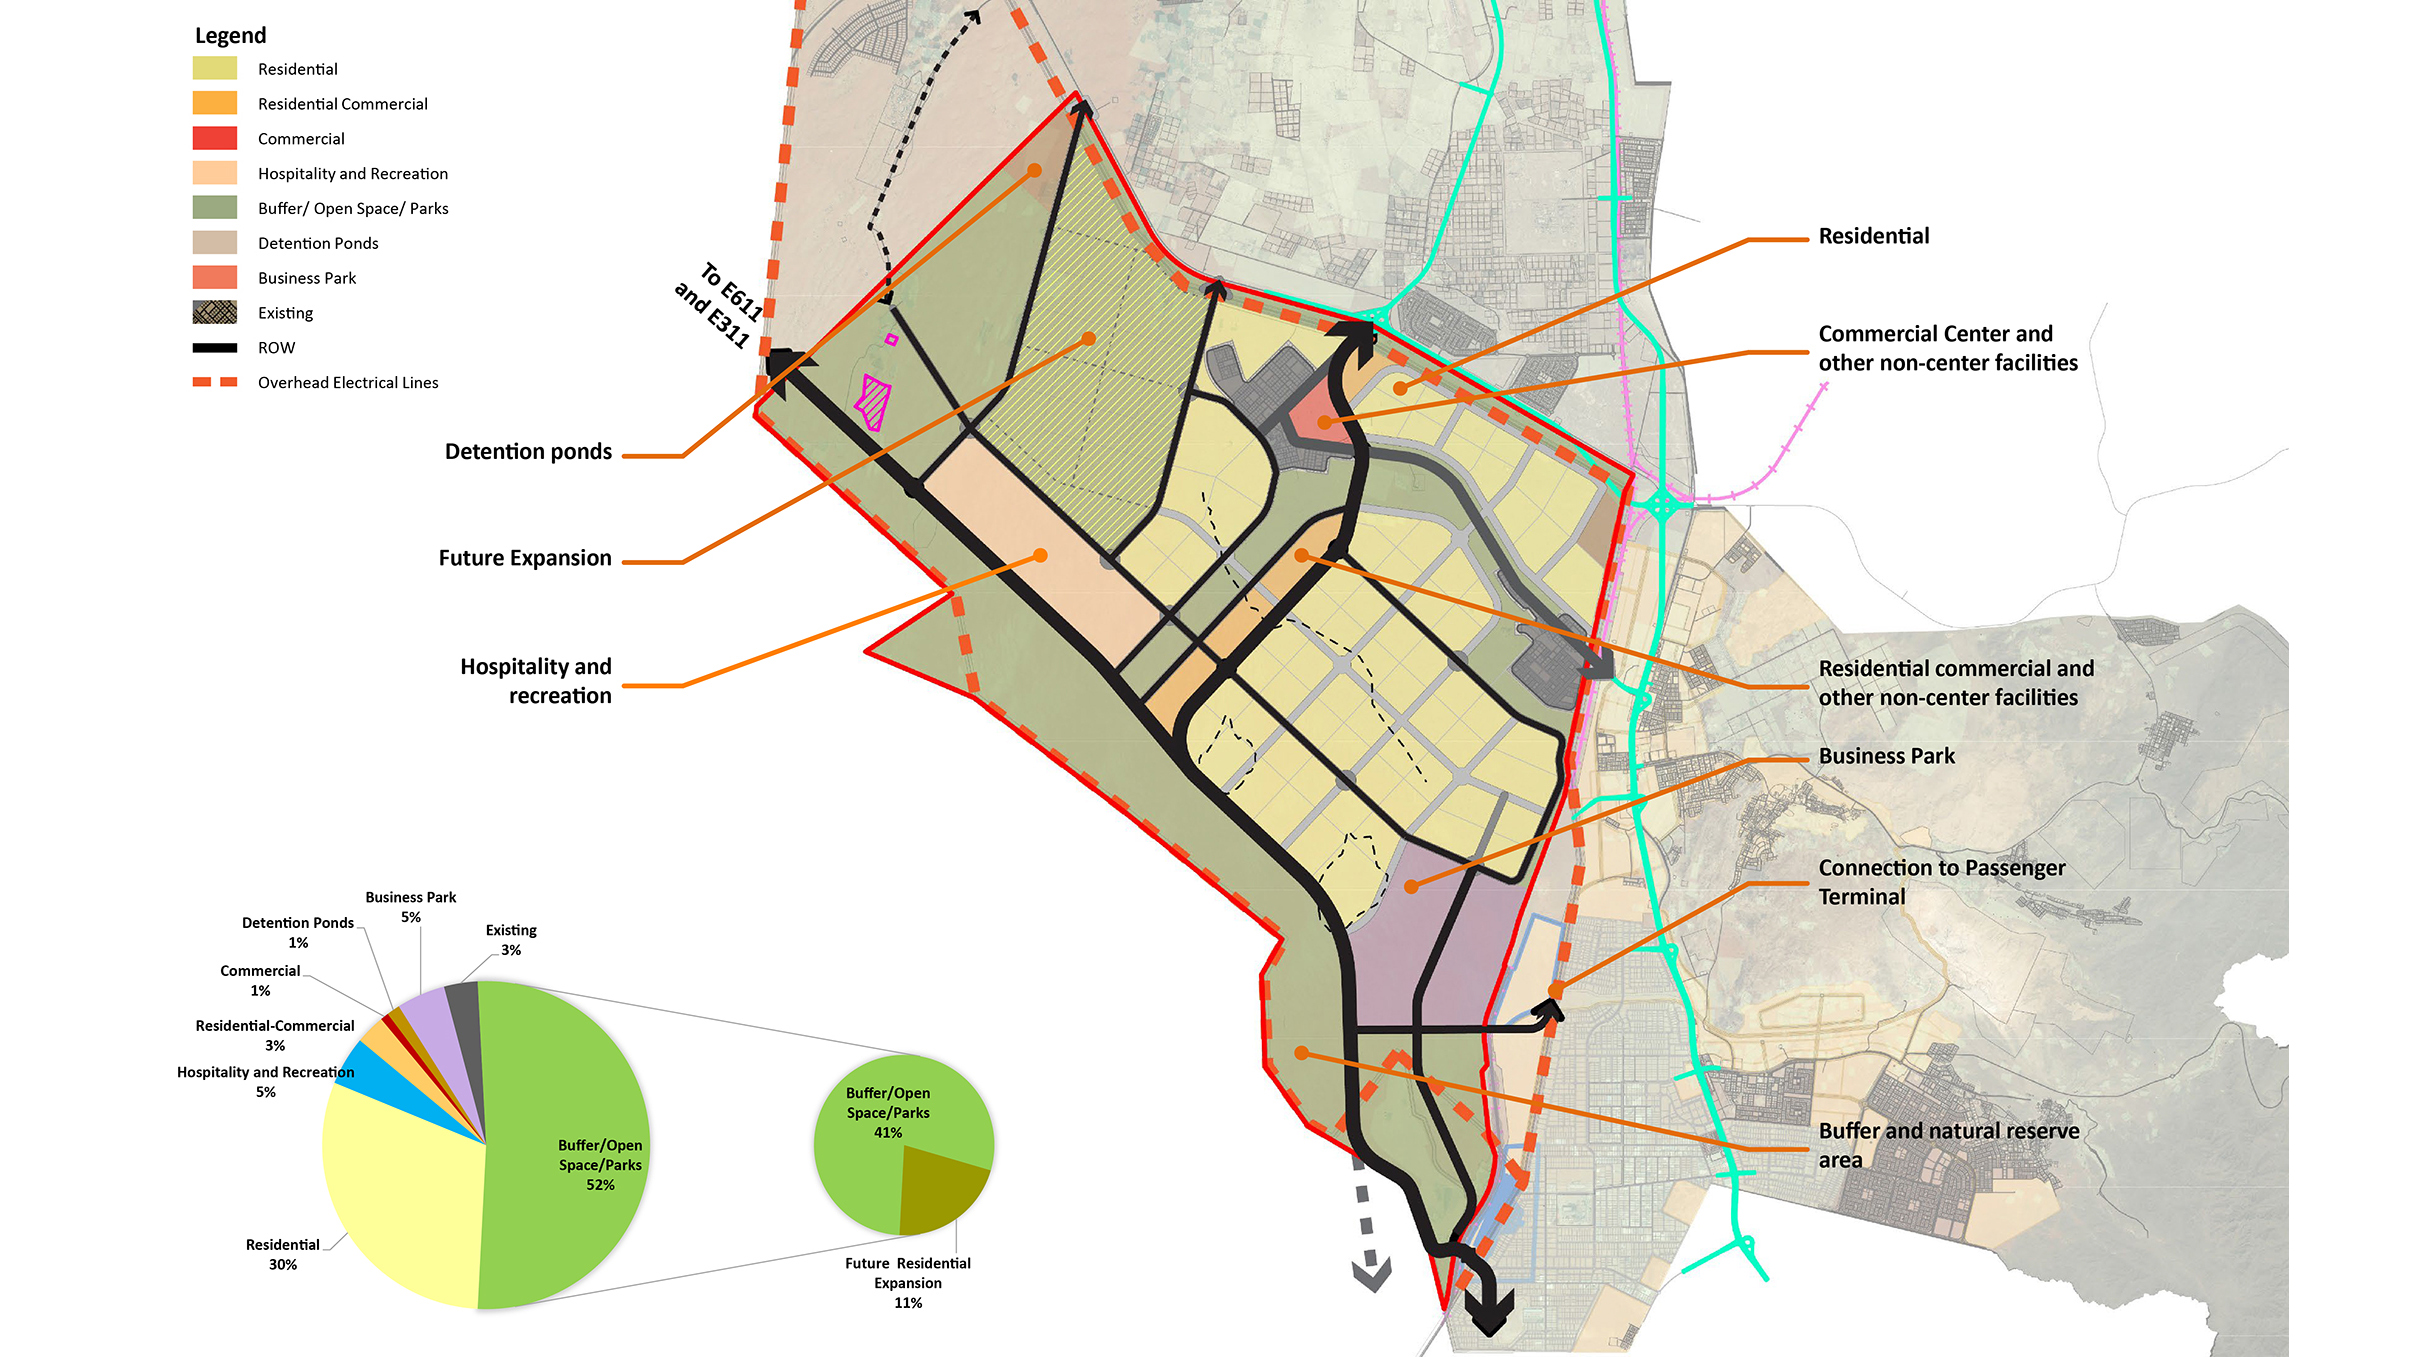 Legend
Residential
Residential Commercial
Commercial
Hospitality and Recreation
Buffer/ Open Space/ Parks
Detention Ponds
Business Park
Existing
ROW
Overhead Electrical Lines
To E611
and E311
Detention ponds
Future Expansion
Hospitality and
recreation
Residential
Commercial Center and
other non-center facilities
Residential commercial and
other non-center facilities
Business Park
Connection to Passenger
Terminal
Buffer and natural reserve
area
Business Park
5%
Detention Ponds
1%
Existing
3%
Commercial
1%
Residential-Commercial
3%
Hospitality and Recreation
5%
Buffer/Open
Space/Parks
52%
Residential
30%
Buffer/Open
Space/Parks
41%
Future Residential
Expansion
11%